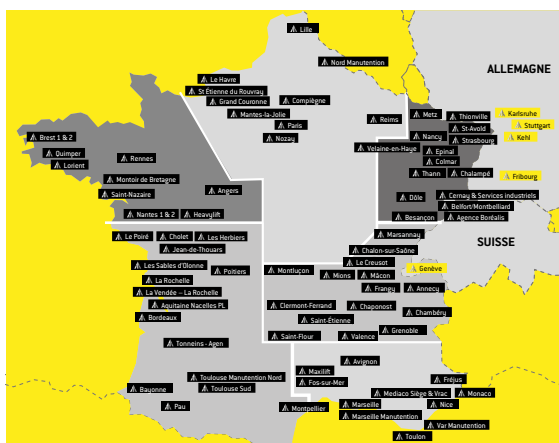 Lille
Nord Manutention
ALLEMAGNE
Le Havre
St Étienne du Rouvray
Grand Couronne
Compiègne
Mantes-la-Jolie
Paris
Nozay
Reims
Metz
Thionville
Karlsruhe
St-Avold
Stuttgart
Nancy
Strasbourg
Kehl
Velaine-en-Haye
Epinal
Colmar
Thann
Chalampé
Fribourg
Brest 1 & 2
Quimper
Lorient
Rennes
Montoir de Bretagne
Saint-Nazaire
Angers
Nantes 1 & 2
Heavylift
Dôle
Cernay & Services industriels
Belfort/Montbelliard
Besançon
Agence Boréalis
Marsannay
SUISSE
Le Poiré
Cholet
Les Herbiers
Jean-de-Thouars
Chalon-sur-Saône
Le Creusot
Les Sables d'Olonne
Poitiers
Montluçon
Mions
Mâcon
Genève
La Rochelle
Frangy
Annecy
La Vendée – La Rochelle
Aquitaine Nacelles PL
Bordeaux
Clermont-Ferrand
Chaponost
Chambéry
Saint-Étienne
Grenoble
Saint-Flour
Valence
Tonneins - Agen
Avignon
Maxilift
Fos-sur-Mer
Toulouse Manutention Nord
Toulouse Sud
Bayonne
Pau
Montpellier
Fréjus
Mediaco Siège & Vrac
Monaco
Marseille
Nice
Marseille Manutention
Var Manutention
Toulon